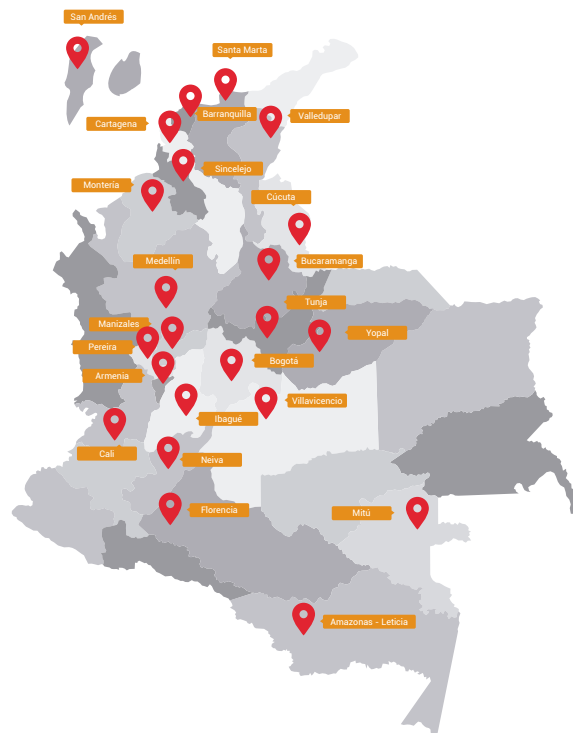 San Andrés
Santa Marta
Barranquilla
Valledupar
Cartagena
Sincelejo
Montería
Cúcuta
Medellín
Bucaramanga
Tunja
Manizales
Yopal
Pereira
Bogotá
Armenia
Villavicencio
Ibagué
Cali
Neiva
Florencia
Mitú
Amazonas - Leticia